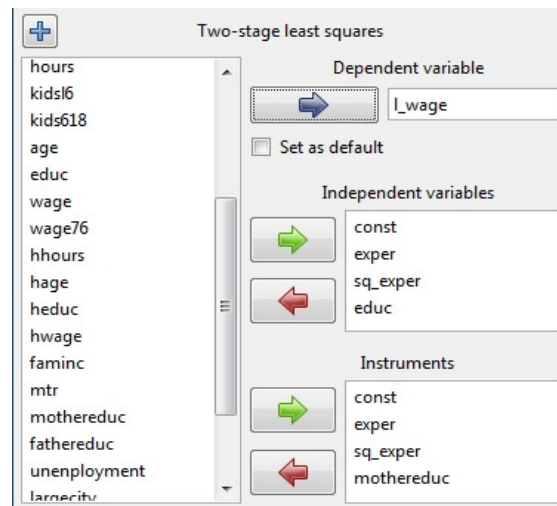 Two-stage least squares
hours
kidsl6
kids618
age
educ
wage
wage76
hhours
hage
heduc
hwage
faminc
mtr
mothereduc
fathereduc
unenployment
largecity
Dependent variable
l_wage
Set as default
Independent variables
const
exper
sq_exper
educ
Instruments
const
exper
sq_exper
mothereduc